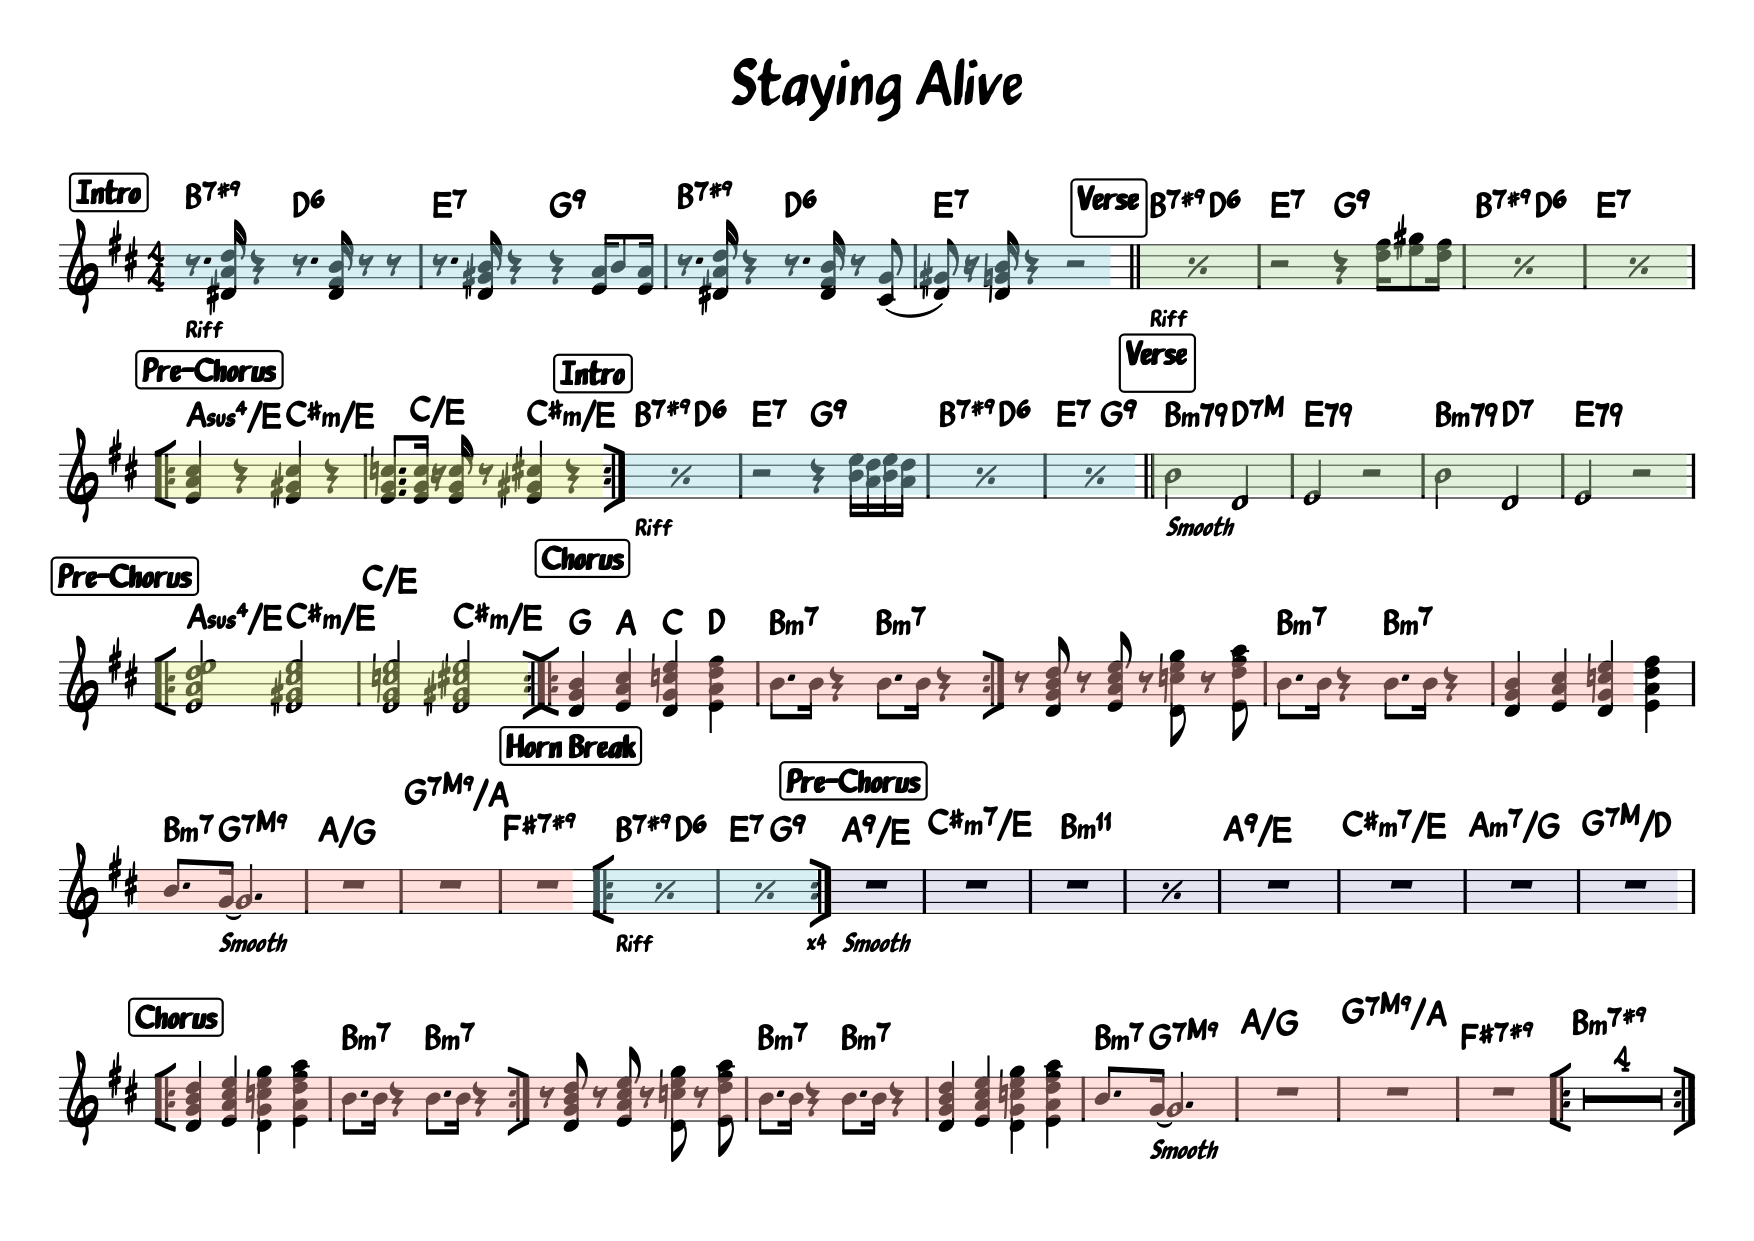 Staying Alive
Intro B7#9 D6 E7 G9 B7#9 D6 E7 Verse B7#9 D6 E7 G9 B7#9 D6 E7
4
4
Riff Riff
Pre-Chorus Intro Verse
Asus4/E C#m/E C/E C#m/E B7#9 D6 E7 G9 B7#9 D6 E7 G9 Bm79 D7M E79 Bm79 D7 E79
Riff Smooth
Pre-Chorus C/E Chorus
Asus4/E C#m/E C#m/E G A C D Bm7 Bm7 Bm7 Bm7
Horn Break
G7M9/A Pre-Chorus
Bm7 G7M9 A/G F#7#9 B7#9 D6 E7 G9 A9/E C#m7/E Bm11 A9/E C#m7/E Am7/G G7M/D
Smooth Riff x4 Smooth
Chorus Bm7 Bm7 Bm7 Bm7 Bm7 G7M9 A/G G7M9/A F#7#9 Bm7#9
4
Smooth